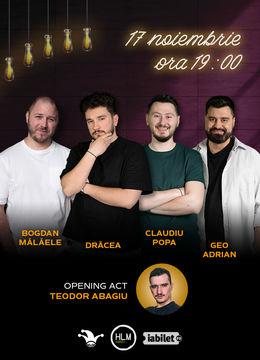 17 noiembrie
ora 19:00
BOGDAN
MĂLĂELE
DRĂCEA
CLAUDIU
POPA
GEO
ADRIAN
OPENING ACT
TEODOR ABAGIU
HLM
iabilet